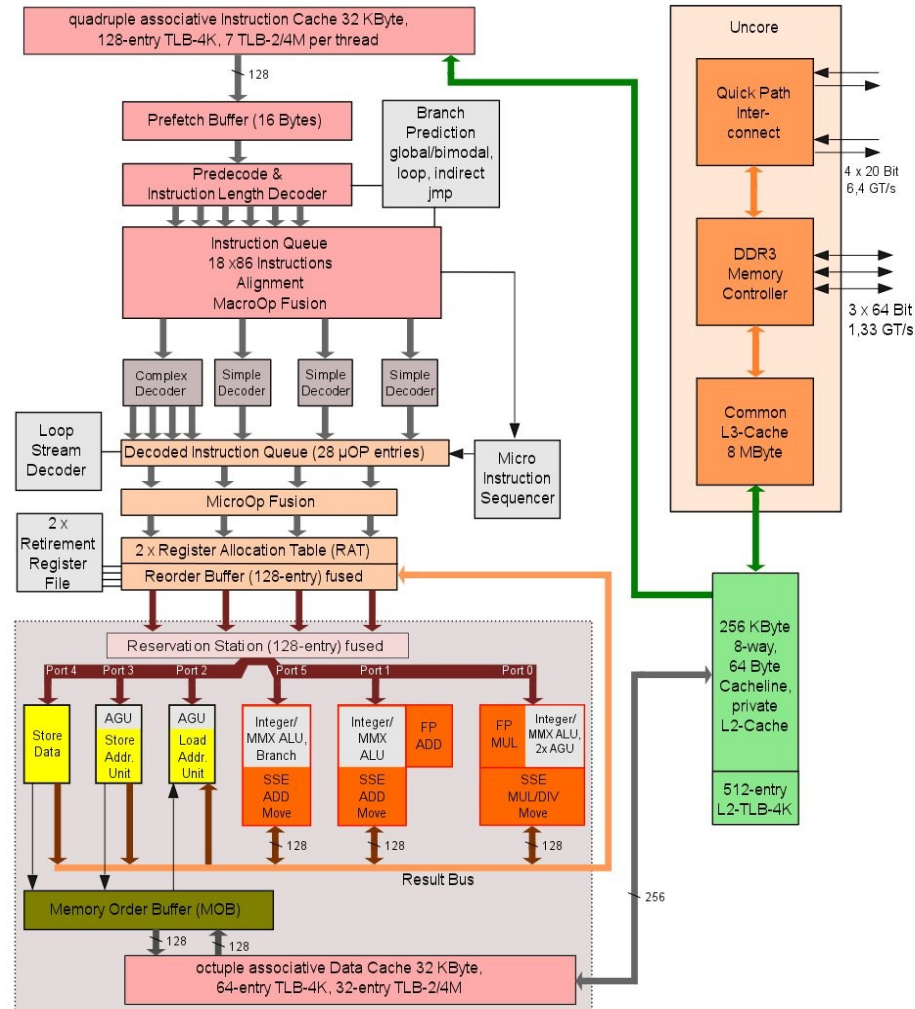 quadruple associative Instruction Cache 32 KByte,
128-entry TLB-4K, 7 TLB-2/4M per thread
128
Prefetch Buffer (16 Bytes)
Predecode &
Instruction Length Decoder
Branch
Prediction
global/bimodal,
loop, indirect
jmp
Instruction Queue
18 x86 Instructions
Alignment
MacroOp Fusion
Complex
Decoder
Simple
Decoder
Simple
Decoder
Simple
Decoder
Loop
Stream
Decoder
Decoded Instruction Queue (28 µOP entries)
Micro
Instruction
Sequencer
MicroOp Fusion
2 x
Retirement
Register
File
2 x Register Allocation Table (RAT)
Reorder Buffer (128-entry) fused
Reservation Station (128-entry) fused
Port 4
Port 3
Port 2
Port 5
Port 1
Port 0
Store
Data
AGU
Store
Addr.
Unit
AGU
Load
Addr.
Unit
Integer/
MMX ALU,
Branch
SSE
ADD
Move
Integer/
MMX
ALU
FP
ADD
SSE
ADD
Move
FP
MUL
Integer/
MMX ALU,
2x AGU
SSE
MUL/DIV
Move
128
128
128
Result Bus
Memory Order Buffer (MOB)
128
128
octuple associative Data Cache 32 KByte,
64-entry TLB-4K, 32-entry TLB-2/4M
256
Uncore
Quick Path
Inter-
connect
4 x 20 Bit
6,4 GT/s
DDR3
Memory
Controller
3 x 64 Bit
1,33 GT/s
Common
L3-Cache
8 MByte
256 KByte
8-way,
64 Byte
Cacheline,
private
L2-Cache
512-entry
L2-TLB-4K